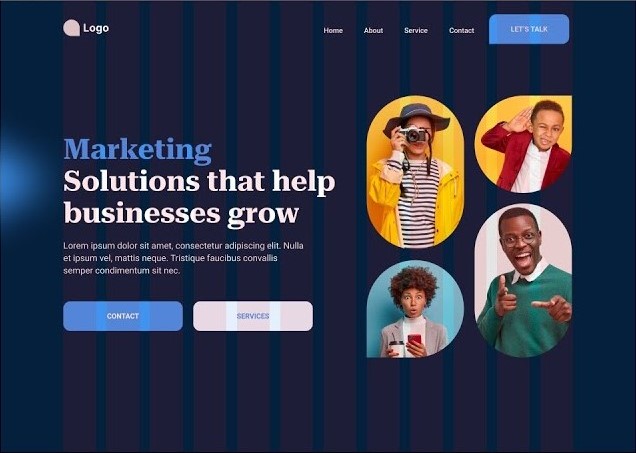 Logo
Home About Service Contact LET'S TALK
Marketing
Solutions that help
businesses grow
Lorem ipsum dolor sit amet, consectetur adipiscing elit. Nulla
et ipsum vel, mattis neque. Tristique faucibus convallis
semper condimentum sit nec.
CONTACT SERVICES